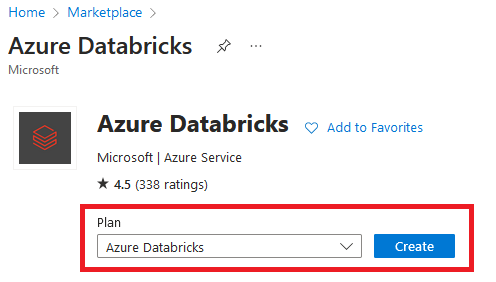 Home > Marketplace >
Azure Databricks ...
Microsoft
Azure Databricks Add to Favorites
Microsoft | Azure Service
★ 4.5 (338 ratings)
Plan
Azure Databricks Create